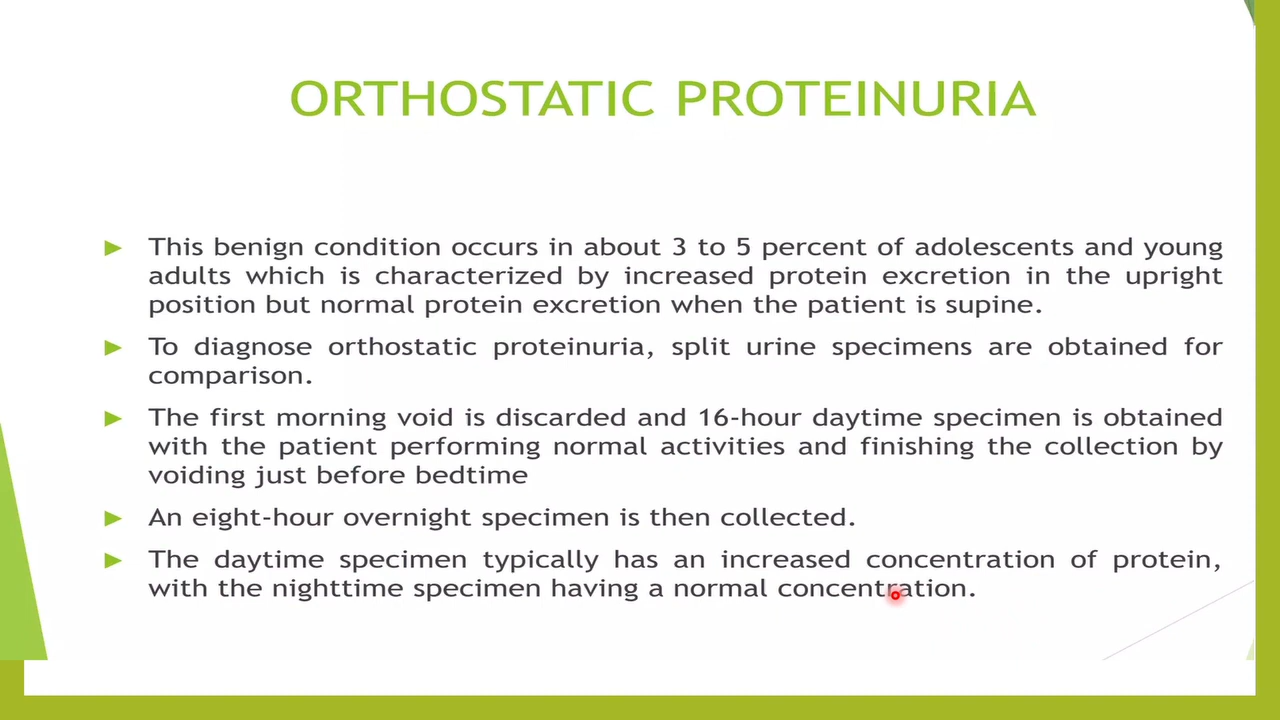 ORTHOSTATIC PROTEINURIA
This benign condition occurs in about 3 to 5 percent of adolescents and young
adults which is characterized by increased protein excretion in the upright
position but normal protein excretion when the patient is supine.
To diagnose orthostatic proteinuria, split urine specimens are obtained for
comparison.
The first morning void is discarded and 16-hour daytime specimen is obtained
with the patient performing normal activities and finishing the collection by
voiding just before bedtime
An eight-hour overnight specimen is then collected.
The daytime specimen typically has an increased concentration of protein,
with the nighttime specimen having a normal concentration.